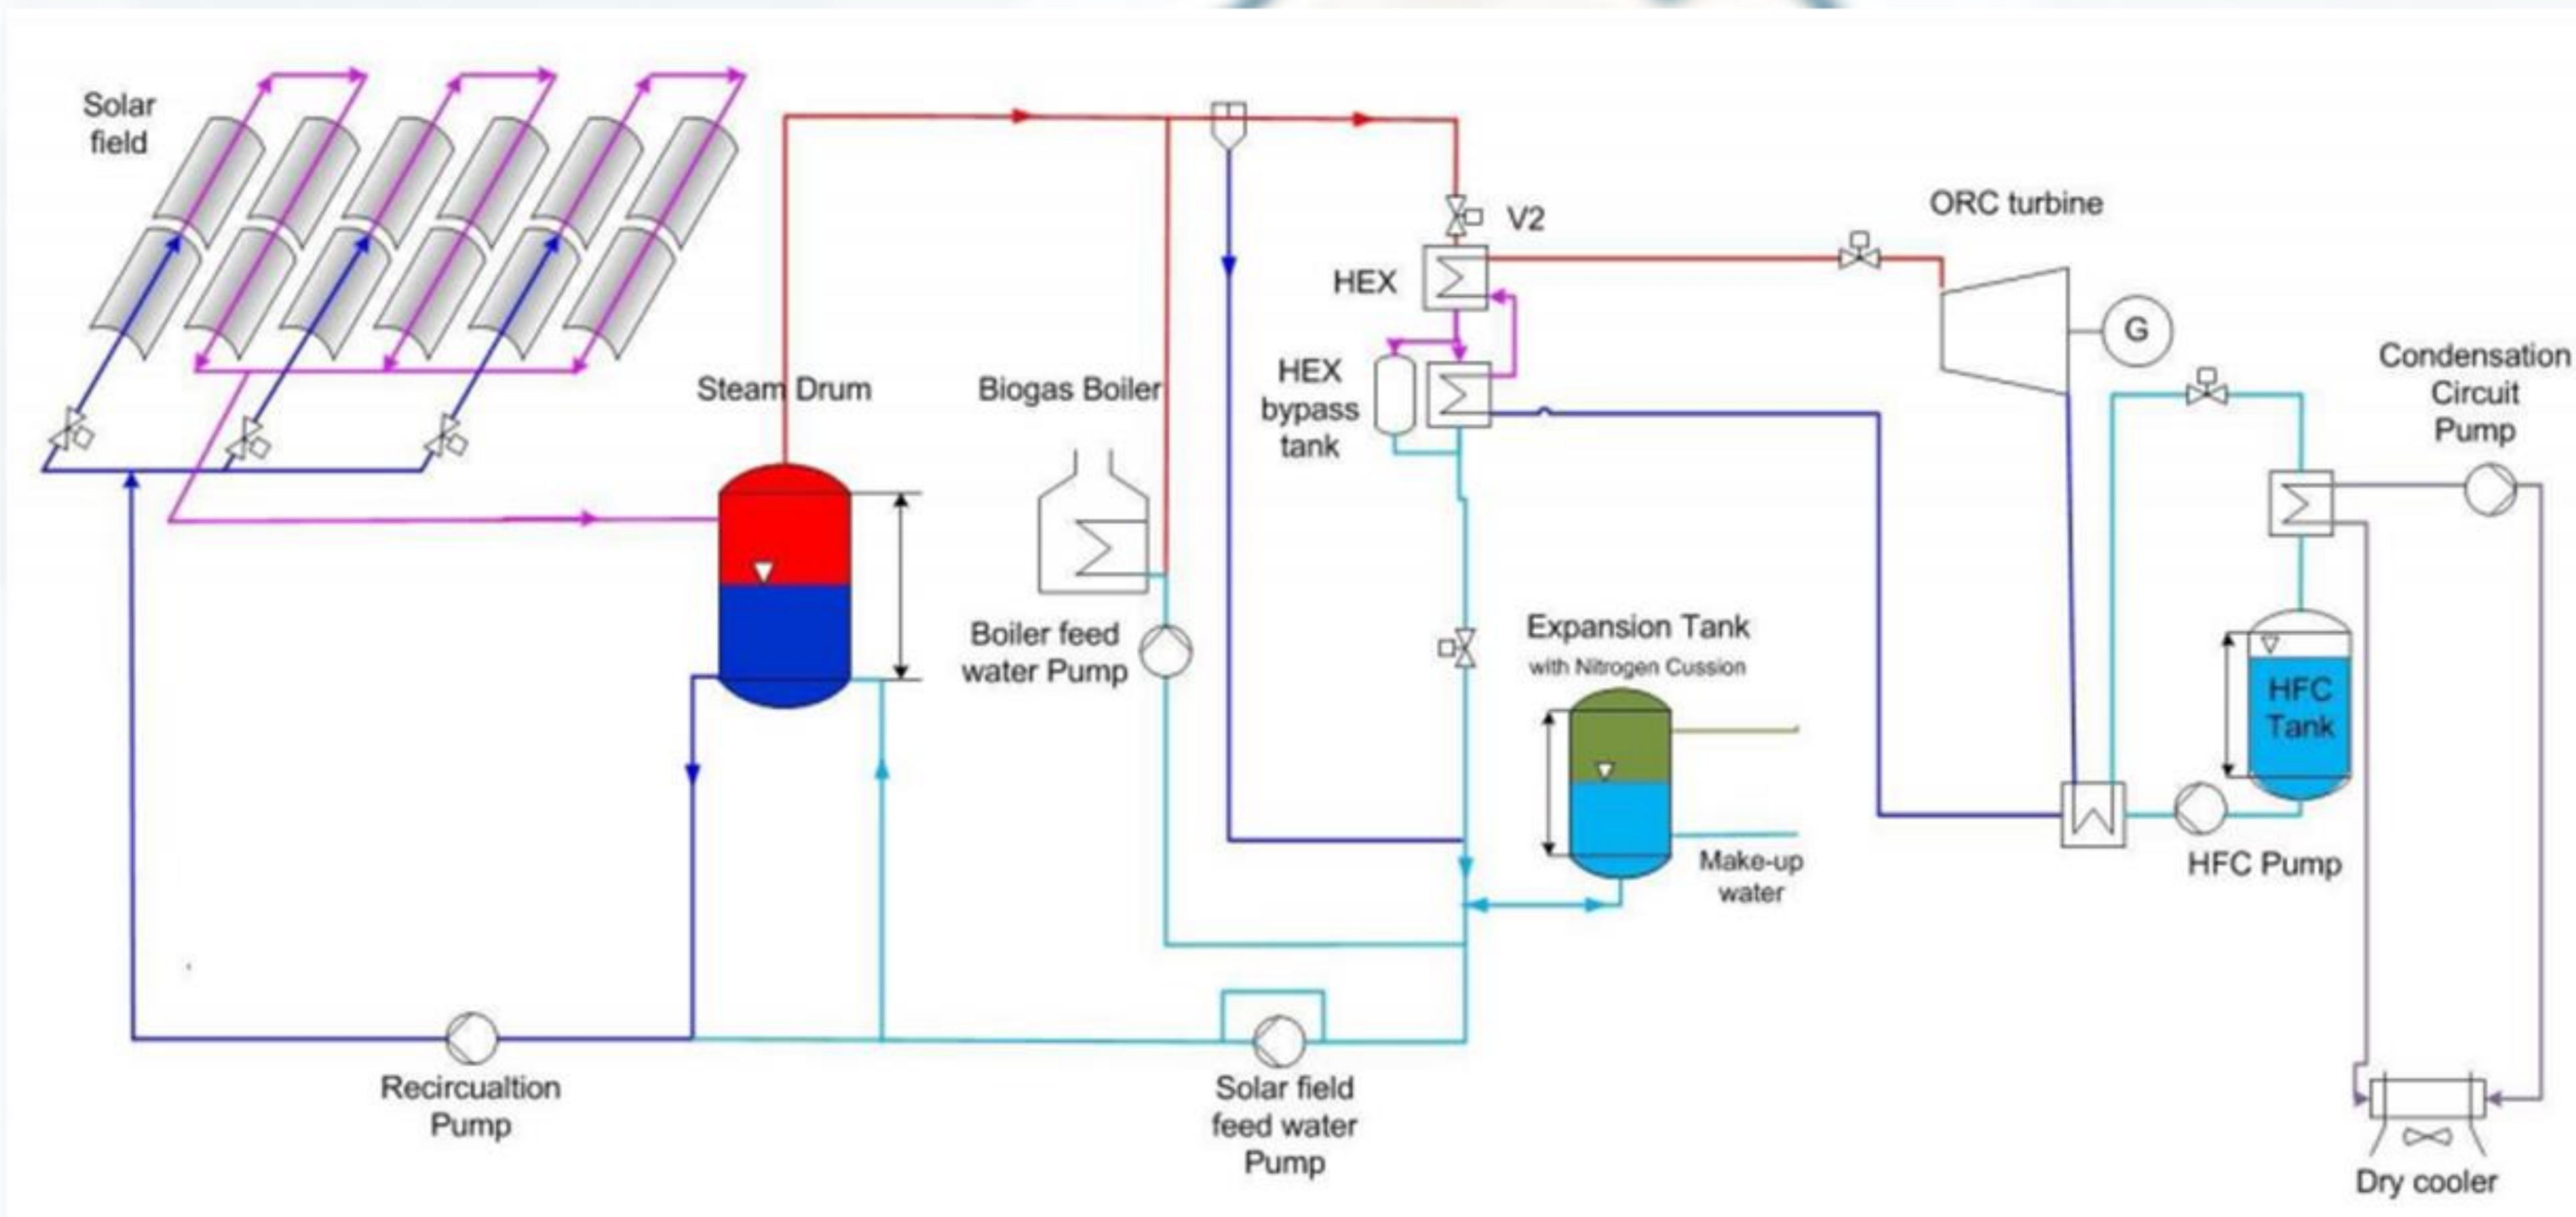 Solar
field
Steam Drum
Biogas Boiler
Boiler feed
water Pump
V2
HEX
HEX
bypass
tank
ORC turbine
G
Condensation
Circuit
Pump
Expansion Tank
with Nitrogen Cussion
Make-up
water
HFC
Tank
HFC Pump
Recircualtion
Pump
Solar field
feed water
Pump
Dry cooler